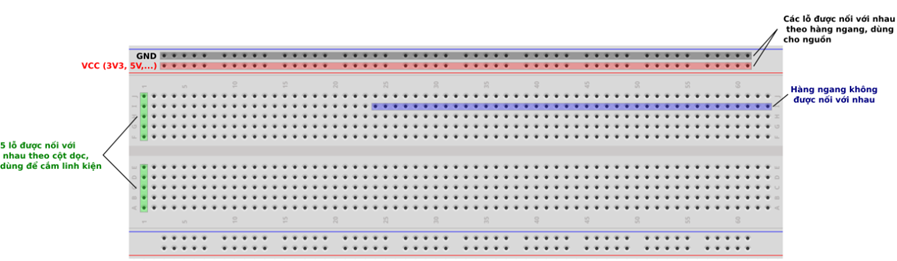 Các lỗ được nối với nhau
theo hàng ngang, dùng
cho nguồn
GND
VCC (3V3, 5V,...)
Hàng ngang không
được nối với nhau
5 lỗ được nối với
nhau theo cột dọc,
dùng để cắm linh kiện
1 5 10 15 20 25 30 35 40 45 50 55 60
1 5 10 15 20 25 30 35 40 45 50 55 60